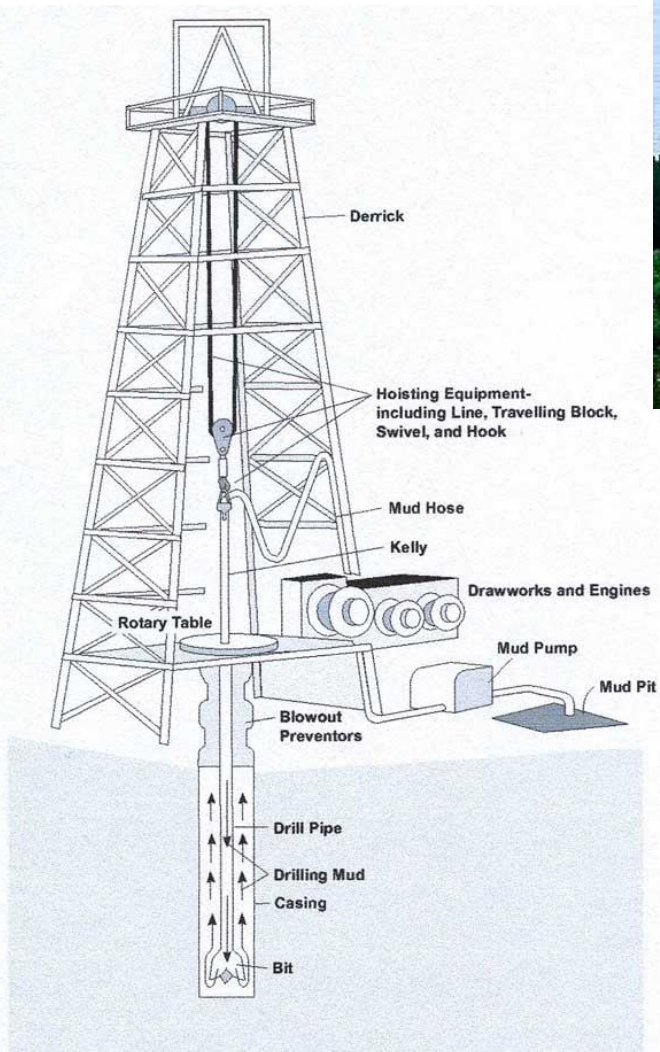 Derrick
Hoisting Equipment-
including Line, Travelling Block,
Swivel, and Hook
Mud Hose
Kelly
Drawworks and Engines
Rotary Table
Mud Pump
Mud Pit
Blowout
Preventors
Drill Pipe
Drilling Mud
Casing
Bit